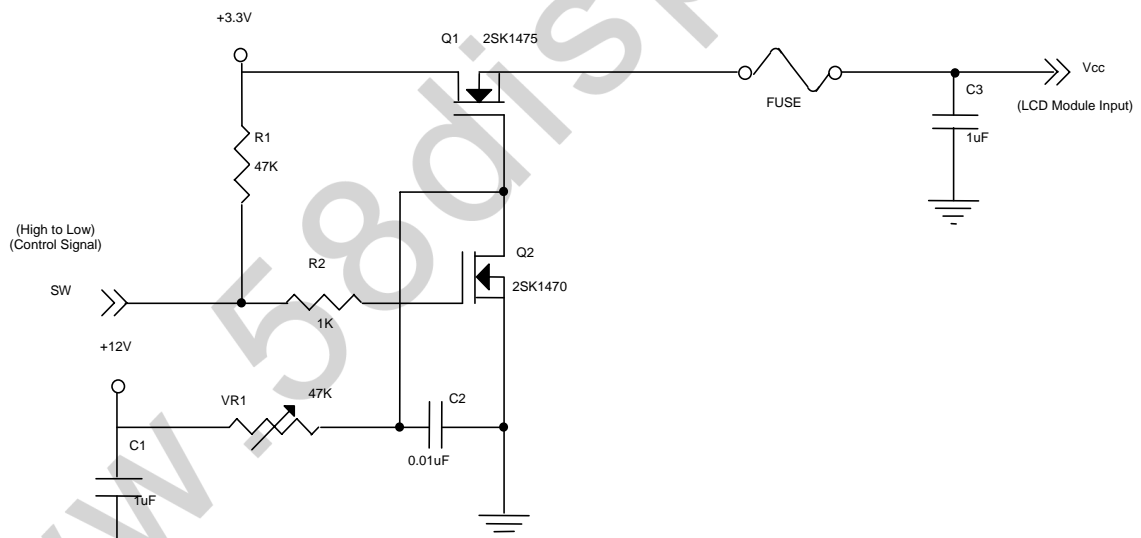 +3.3V
Q1 2SK1475
Vcc
C3
FUSE
(LCD Module Input)
R1
1uF
47K
(High to Low)
(Control Signal)
Q2
R2
SW
2SK1470
1K
+12V
47K
VR1
C2
C1
0.01uF
1uF
w.58disp